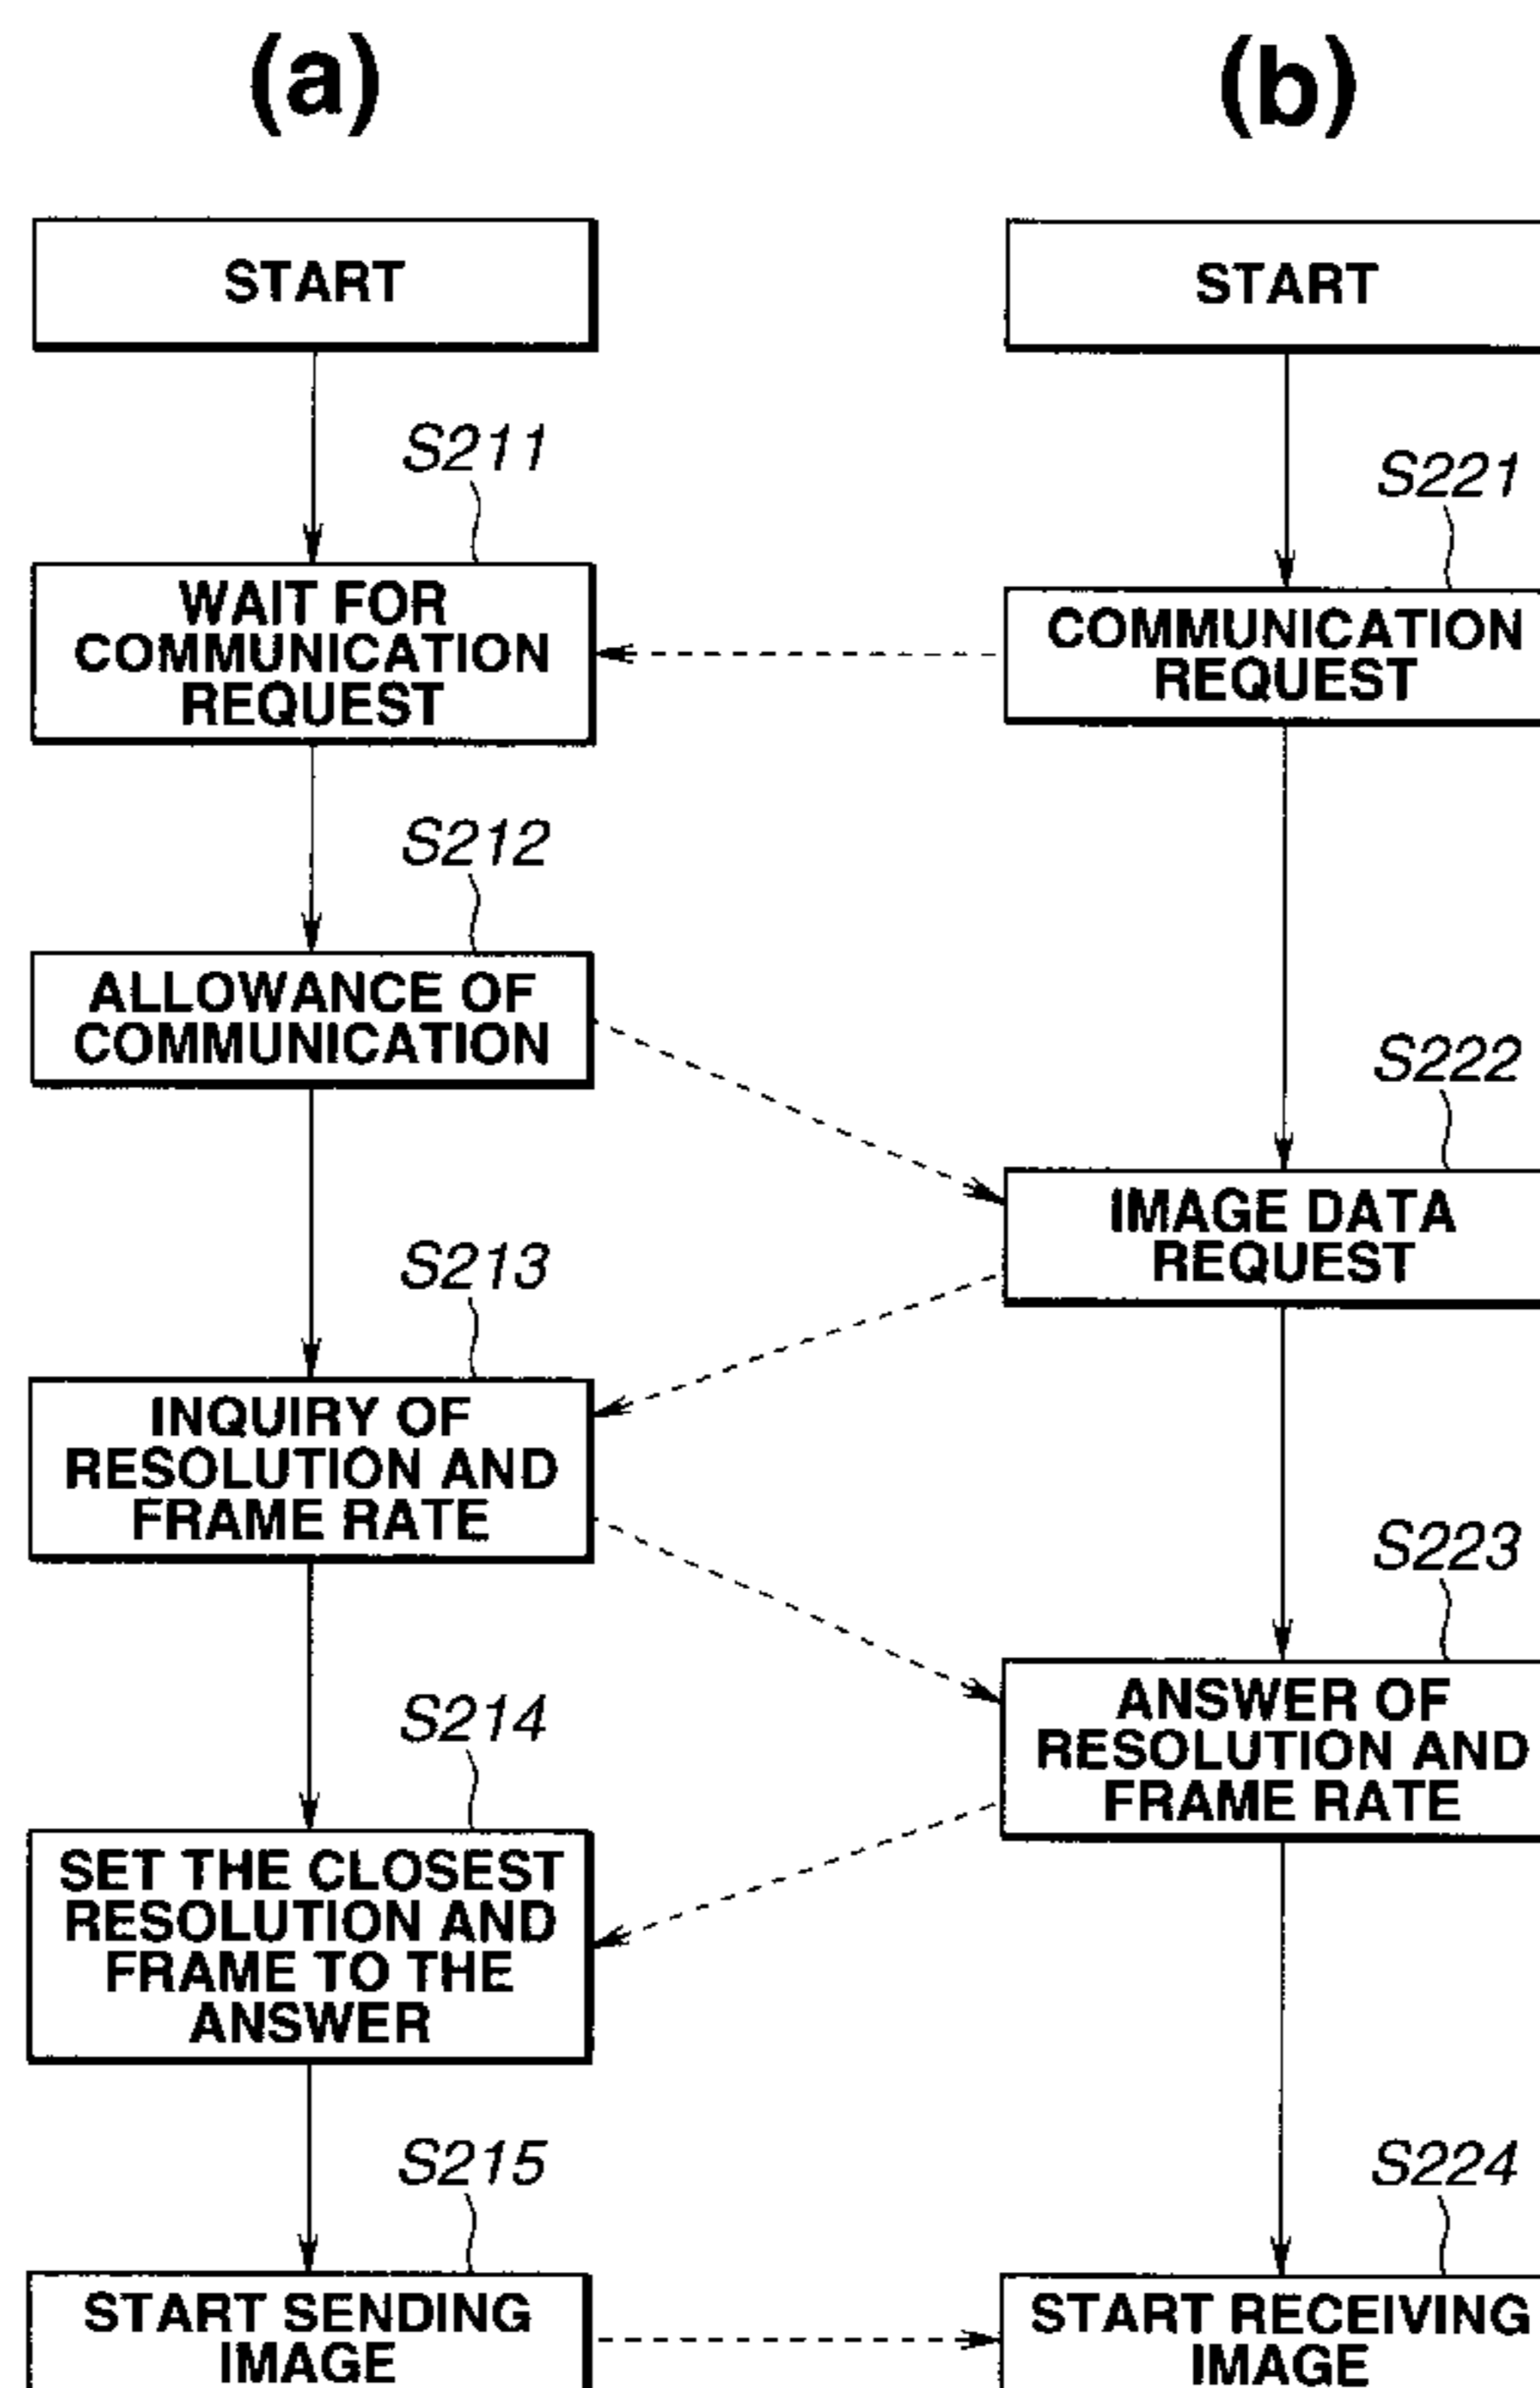 (a)
START
S211
WAIT FOR
COMMUNICATION
REQUEST
S212
ALLOWANCE OF
COMMUNICATION
S213
INQUIRY OF
RESOLUTION AND
FRAME RATE
S214
SET THE CLOSEST
RESOLUTION AND
FRAME TO THE
ANSWER
S215
START SENDING
IMAGE
(b)
START
S221
COMMUNICATION
REQUEST
S222
IMAGE DATA
REQUEST
S223
ANSWER OF
RESOLUTION AND
FRAME RATE
S224
START RECEIVING
IMAGE